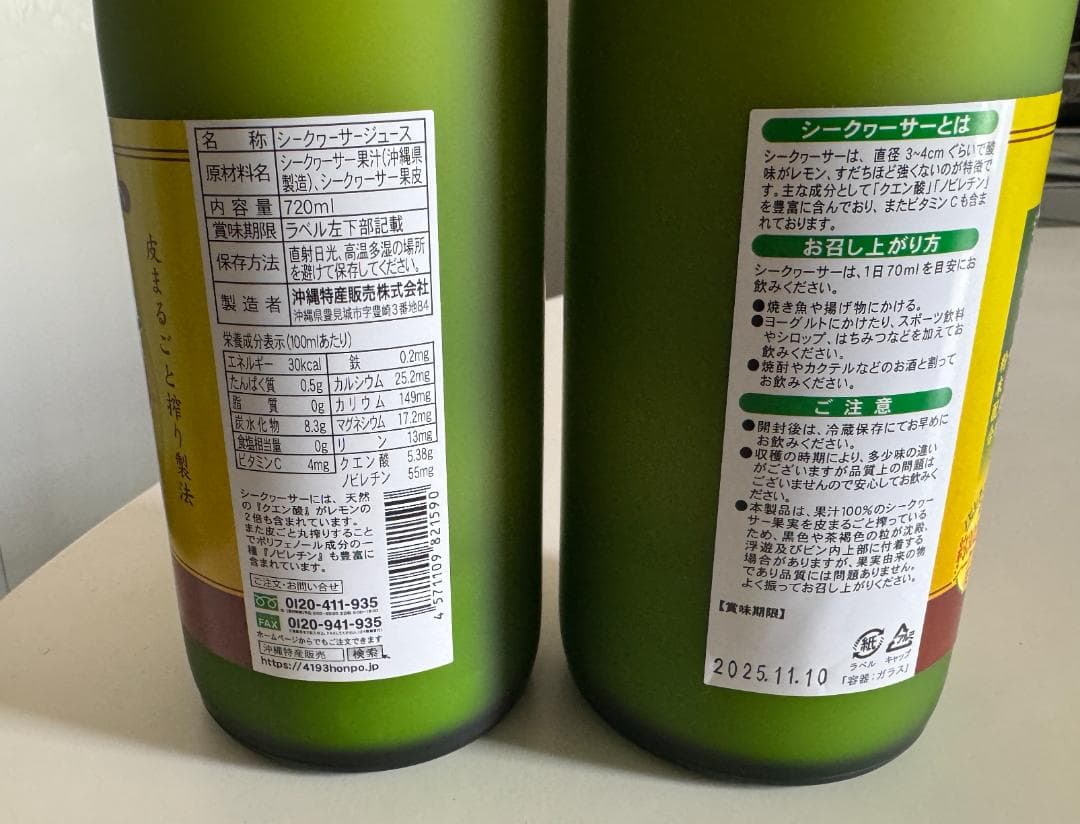 皮まるごと搾り製法
名称 シークヮーサージュース
原材料名 シークヮーサー果汁(沖縄県
製造)、シークヮーサー果皮
内容量 720ml
賞味期限 ラベル左下部記載
保存方法 直射日光、高温多湿の場所
を避けて保存してください。
製造者 沖縄特産販売株式会社
沖縄県豊見城市字豊崎3番地84
栄養成分表示(100mlあたり)
エネルギー 30kcal 鉄 0.2mg
たんぱく質 0.5g カルシウム 25.2mg
脂質 0g カリウム 149mg
炭水化物 8.3g マグネシウム 17.2mg
食塩相当量 0g リン 13mg
ビタミンC 4mg クエン酸 5.38g
ノビレチン 55mg
シークヮーサーには、天然
の『クエン酸』がレモンの
2倍も含まれています。
また皮ごと丸搾りすること
でポリフェノール成分の一
種『ノビレチン』も豊富に
含まれています。
4 571109 821590
ご注文・お問い合せ
0120-411-935
FAX 0120-941-935
ホームページからでもご注文できます
沖縄特産販売 検索
https://4193honpo.jp
シークヮーサーとは
シークヮーサーは、直径3~4cmぐらいで酸
味がレモン、すだちほど強くないのが特徴で
す。主な成分として「クエン酸」「ノビレチン」
を豊富に含んでおり、またビタミンCも含ま
れております。
お召し上がり方
シークヮーサーは、1日70mlを目安にお
飲みください。
●焼き魚や揚げ物にかける。
●ヨーグルトにかけたり、スポーツ飲料
やシロップ、はちみつなどを加えてお
飲みください。
●焼酎やカクテルなどのお酒と割って
お飲みください。
ご注意
●開封後は、冷蔵保存にてお早めに
お飲みください。
●収穫の時期により、多少味の違い
がございますが品質上の問題は
ございませんので安心してお飲みく
ださい。
●本製品は、果汁100%のシークヮー
サー果実を皮まるごと搾っている
ため、黒色や茶褐色の粒が沈殿、
浮遊及びビン内上部に付着する
場合がありますが、果実由来の物
であり品質には問題ありません。
よく振ってお召し上がりください。
【賞味期限】
2025.11.10
紙
ラベル
アルミ
キャップ
「容器:ガラス」